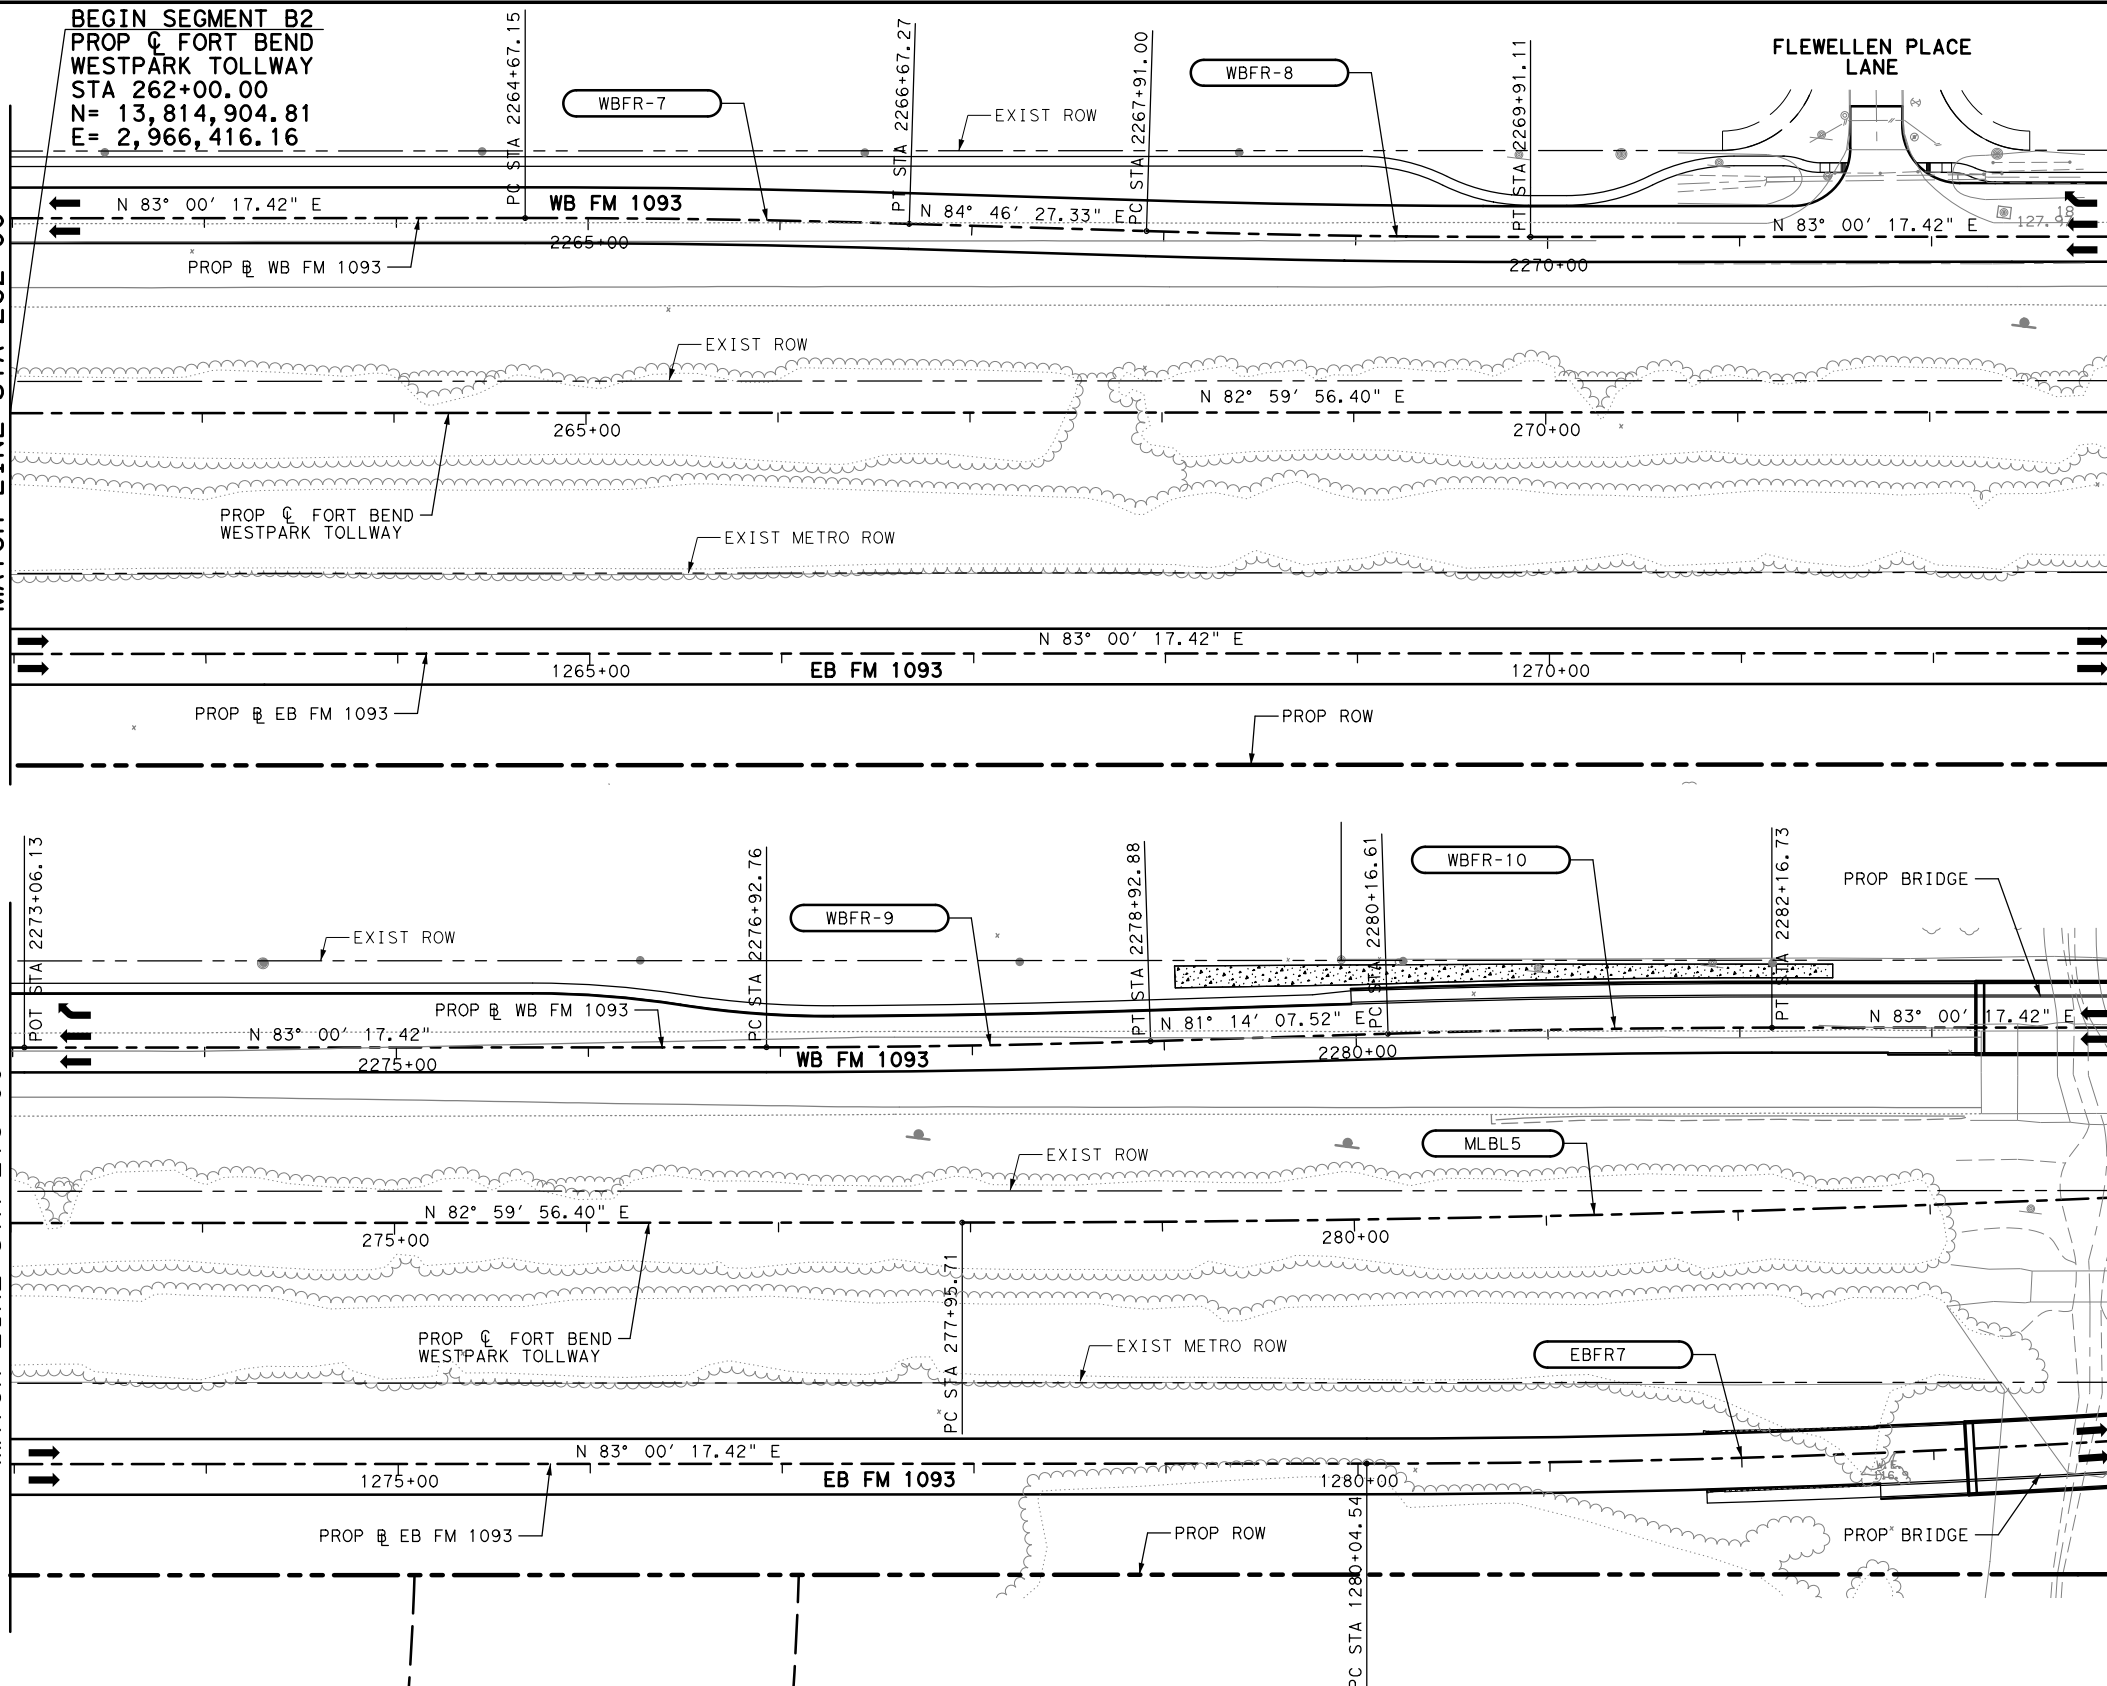 BEGIN SEGMENT B2
PROP ℄ FORT BEND
WESTPARK TOLLWAY
STA 262+00.00
N= 13,814,904.81
E= 2,966,416.16
PC STA 2264+67.15
WBFR-7
PT STA 2266+67.27
EXIST ROW
PC STA 2267+91.00
WBFR-8
PT STA 2269+91.11
FLEWELLEN PLACE
LANE
N 83° 00' 17.42" E
WB FM 1093
N 84° 46' 27.33" E
N 83° 00' 17.42" E
18
2265+00
2270+00
PROP BL WB FM 1093
EXIST ROW
N 82° 59' 56.40" E
265+00
270+00
PROP ℄ FORT BEND
WESTPARK TOLLWAY
EXIST METRO ROW
N 83° 00' 17.42" E
1265+00
EB FM 1093
1270+00
PROP BL EB FM 1093
PROP ROW
POT STA 2273+06.13
EXIST ROW
PC STA 2276+92.76
WBFR-9
PT STA 2278+92.88
PC STA 2280+16.61
WBFR-10
PT STA 2282+16.73
PROP BRIDGE
PROP BL WB FM 1093
N 83° 00' 17.42"
N 81° 14' 07.52" E
N 83° 00' 17.42" E
2275+00
WB FM 1093
2280+00
MLBL5
EXIST ROW
N 82° 59' 56.40" E
275+00
280+00
PC STA 277+95.71
PROP ℄ FORT BEND
WESTPARK TOLLWAY
EXIST METRO ROW
EBFR7
N 83° 00' 17.42" E
1275+00
EB FM 1093
1280+00
PROP BL EB FM 1093
PROP ROW
PC STA 1280+04.54
PROP BRIDGE